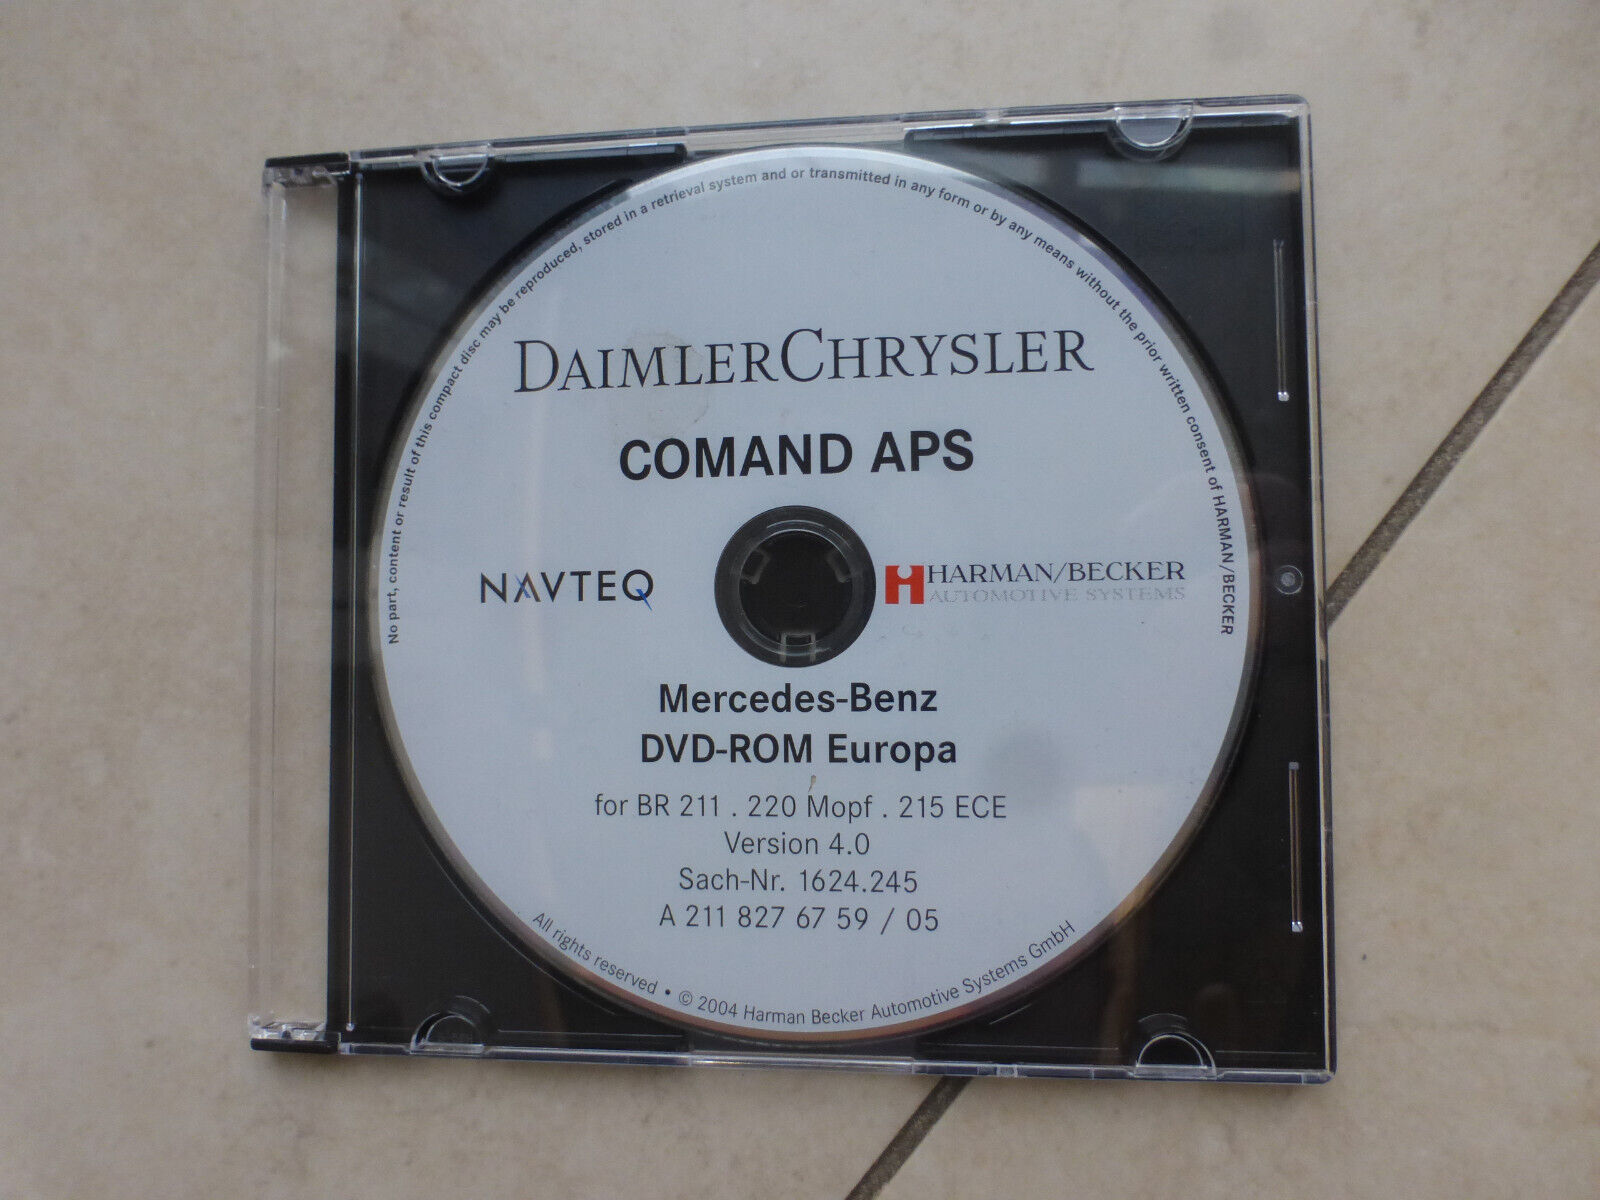 No part, content or result of this compact disc may be reproduced, stored in a retrieval system and or transmitted in any form or by any means without the prior written consent of HARMAN/BECKER
DAIMLERCHRYSLER
COMAND APS
NAVTEQ
HARMAN/BECKER
AUTOMOTIVE SYSTEMS
Mercedes-Benz
DVD-ROM Europa
for BR 211 . 220 Mopf . 215 ECE
Version 4.0
Sach-Nr. 1624.245
A 211 827 67 59 / 05
All rights reserved • © 2004 Harman Becker Automotive Systems GmbH